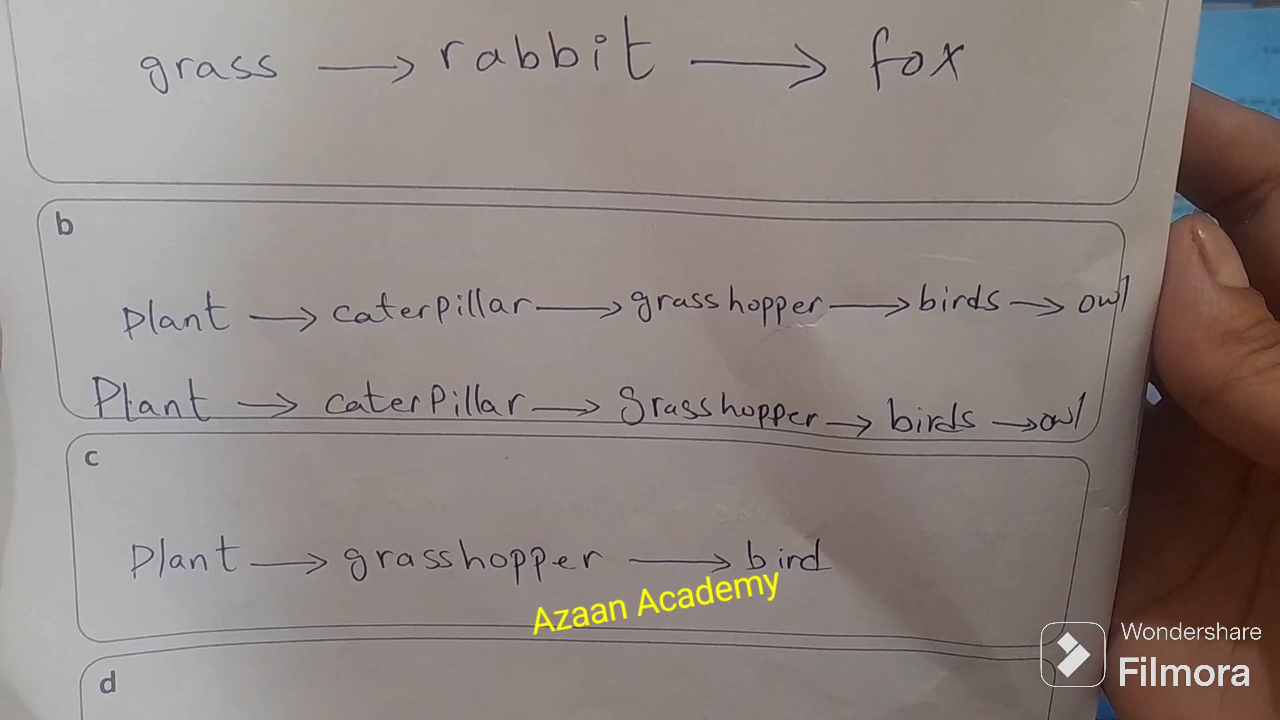 grass → rabbit → fox
b
Plant → caterpillar → grasshopper → birds → owl
Plant → caterpillar → Grasshopper → birds → owl
c
Plant → grasshopper → bird
Azaan Academy
Wondershare
Filmora
d